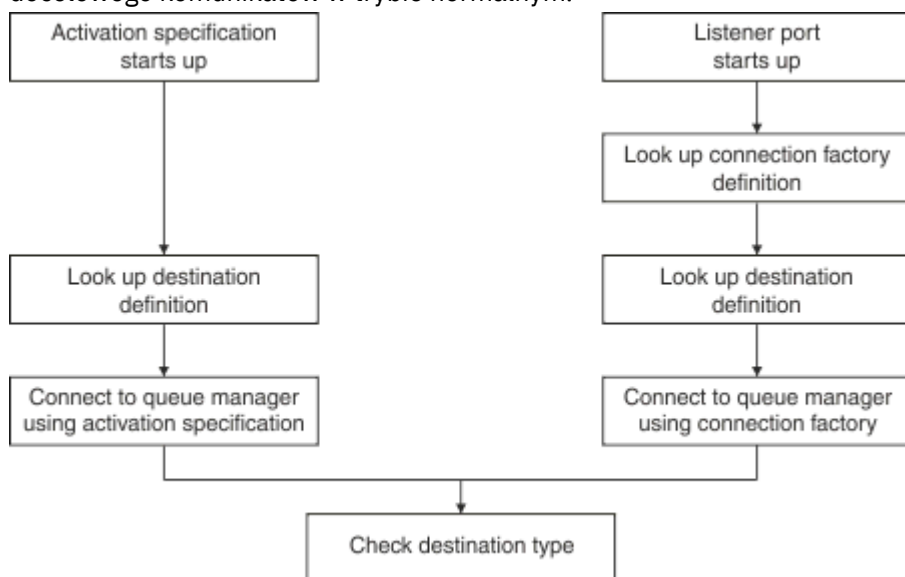 docelowego komunikatów w trybie normalnym.
Activation specification
starts up
Listener port
starts up
Look up connection factory
definition
Look up destination
definition
Look up destination
definition
Connect to queue manager
using activation specification
Connect to queue manager
using connection factory
Check destination type